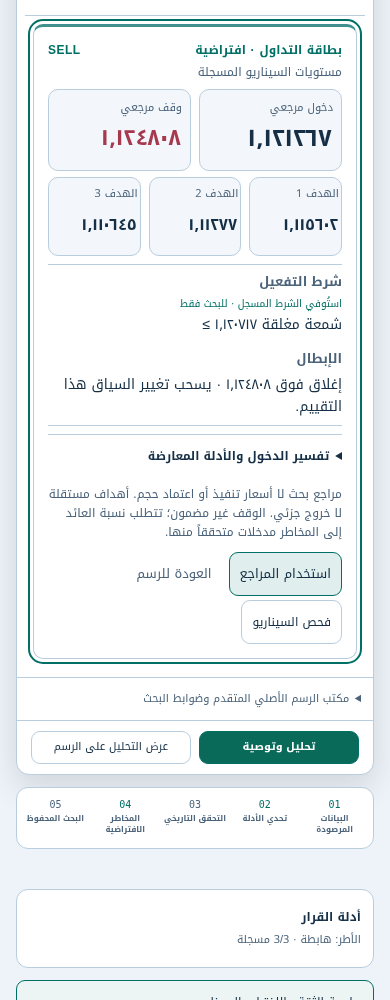 بطاقة التداول · افتراضية SELL
مستويات السيناريو المسجلة
دخول مرجعي وقف مرجعي
١,١٢١٢٦٧ ١,١٢٤٨٠٨
الهدف 1 الهدف 2 الهدف 3
١,١١٥٦٠٢ ١,١١٢٧٧ ١,١١٠٦٤٥
شرط التفعيل
استُوفي الشرط المسجل · للبحث فقط
شمعة مغلقة ١,١٢٠٧١٧ ≥
الإبطال
إغلاق فوق ١,١٢٤٨٠٨ · يسحب تغيير السياق هذا
التقييم.
تفسير الدخول والأدلة المعارضة
مراجع بحث لا أسعار تنفيذ أو اعتماد حجم. أهداف مستقلة
لا خروج جزئي. الوقف غير مضمون؛ تتطلب نسبة العائد
إلى المخاطر مدخلات متحققاً منها.
استخدام المراجع العودة للرسم
فحص السيناريو
مكتب الرسم الأصلي المتقدم وضوابط البحث
تحليل وتوصية عرض التحليل على الرسم
01 02 03 04 05
البيانات المرصودة تحدي الأدلة التحقق التاريخي المخاطر الافتراضية البحث المحفوظ
أدلة القرار
الأطر: هابطة · 3/3 مسجلة